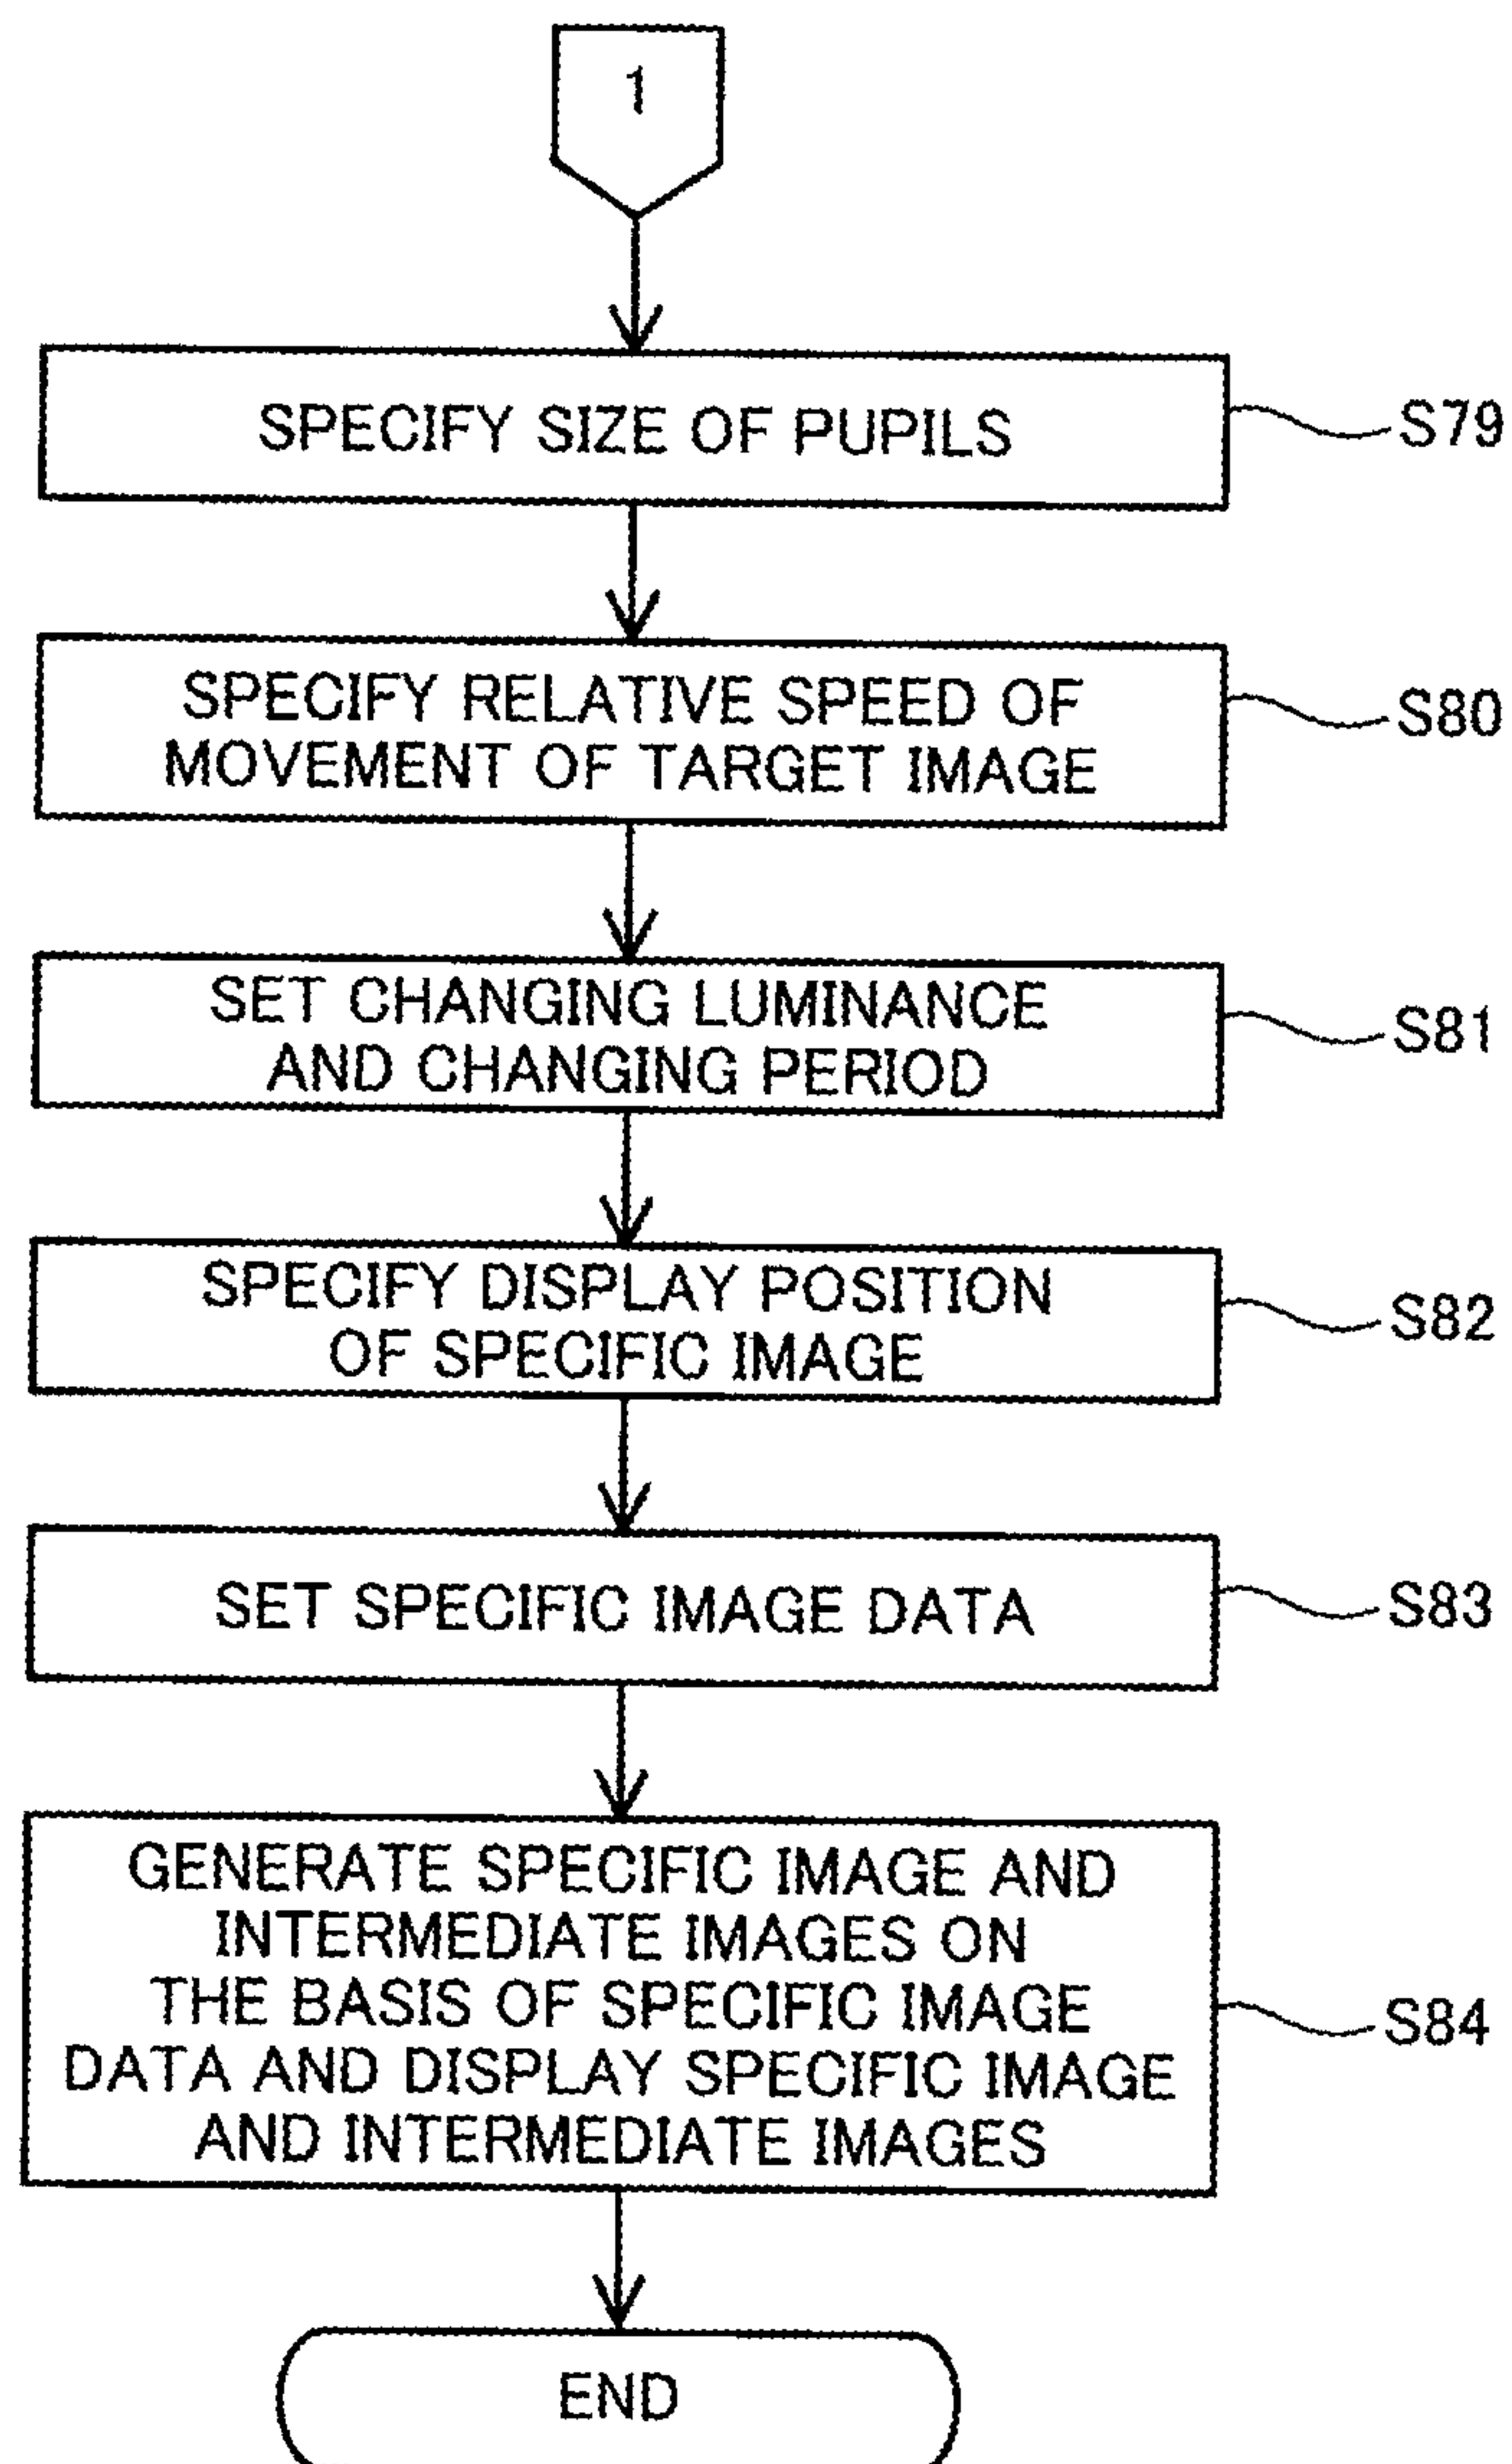 1
SPECIFY SIZE OF PUPILS
S79
SPECIFY RELATIVE SPEED OF
MOVEMENT OF TARGET IMAGE
S80
SET CHANGING LUMINANCE
AND CHANGING PERIOD
S81
SPECIFY DISPLAY POSITION
OF SPECIFIC IMAGE
S82
SET SPECIFIC IMAGE DATA
S83
GENERATE SPECIFIC IMAGE AND
INTERMEDIATE IMAGES ON
THE BASIS OF SPECIFIC IMAGE
DATA AND DISPLAY SPECIFIC IMAGE
AND INTERMEDIATE IMAGES
S84
END